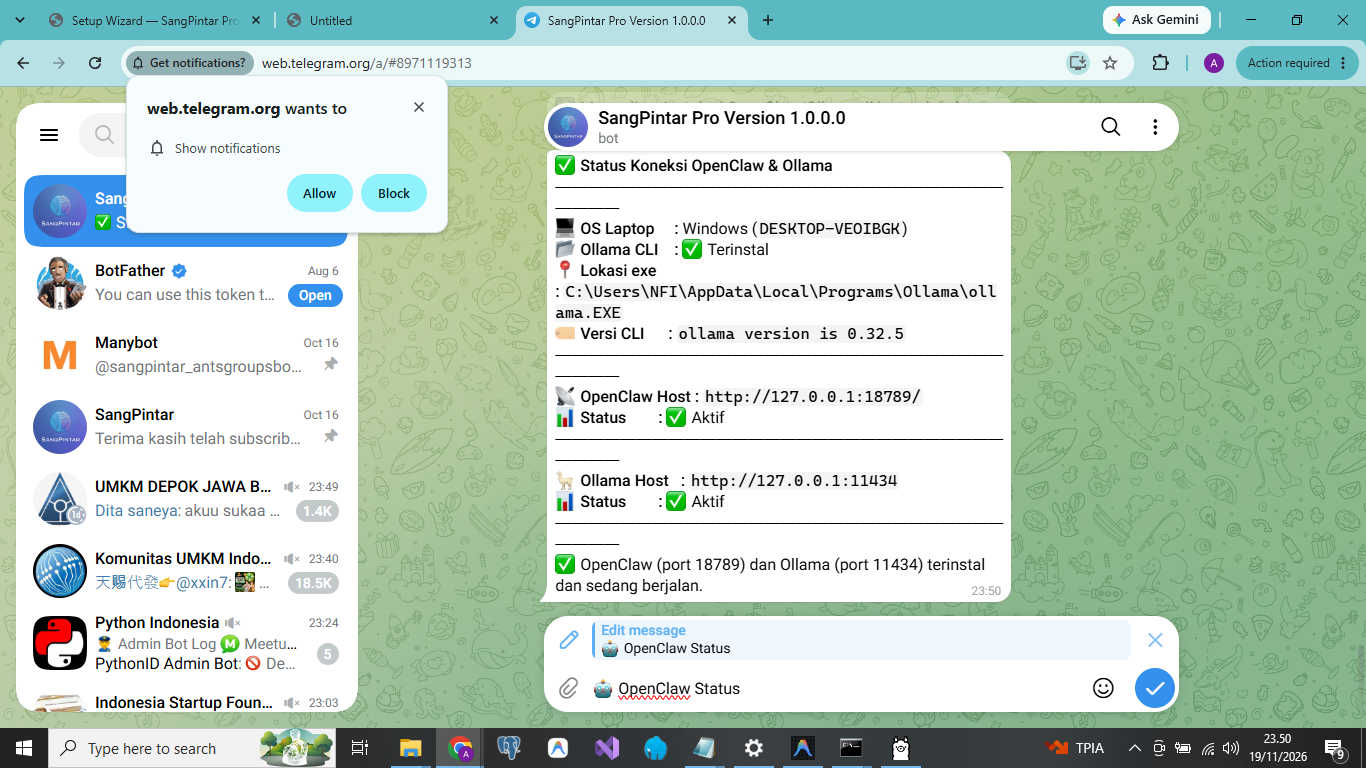 Setup Wizard — SangPintar Pro
Untitled
SangPintar Pro Version 1.0.0.0
Ask Gemini
Get notifications?
web.telegram.org/a/#8971119313
A
Action required
web.telegram.org wants to
Show notifications
Allow
Block
BotFather
Aug 6
You can use this token t...
Open
Manybot
Oct 16
@sangpintar_antsgroupsbo...
SangPintar
Oct 16
Terima kasih telah subscrib...
UMKM DEPOK JAWA B...
23:49
Dita saneya: akuu sukaa ...
1.4K
Komunitas UMKM Indo...
23:40
天赐代發👉@xxin7: ...
18.5K
Python Indonesia
23:24
👮 Admin Bot Log Ⓜ Meetu...
PythonID Admin Bot: 🚫 De...
5
Indonesia Startup Foun...
23:03
SangPintar Pro Version 1.0.0.0
bot
✅ Status Koneksi OpenClaw & Ollama
💻 OS Laptop : Windows (DESKTOP-VEOIBGK)
📂 Ollama CLI : ✅ Terinstal
📍 Lokasi exe
: C:\Users\NFI\AppData\Local\Programs\Ollama\oll
ama.EXE
🏷️ Versi CLI : ollama version is 0.32.5
📡 OpenClaw Host : http://127.0.0.1:18789/
📊 Status : ✅ Aktif
🦙 Ollama Host : http://127.0.0.1:11434
📊 Status : ✅ Aktif
✅ OpenClaw (port 18789) dan Ollama (port 11434) terinstal
dan sedang berjalan.
23:50
Edit message
🤖 OpenClaw Status
🤖 OpenClaw Status
Type here to search
TPIA
23.50
19/11/2026
9